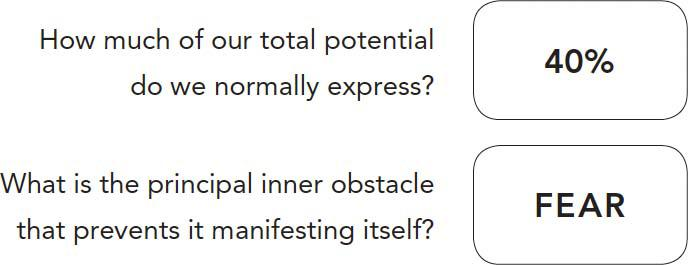 How much of our total potential
do we normally express?
40%
What is the principal inner obstacle
that prevents it manifesting itself?
FEAR